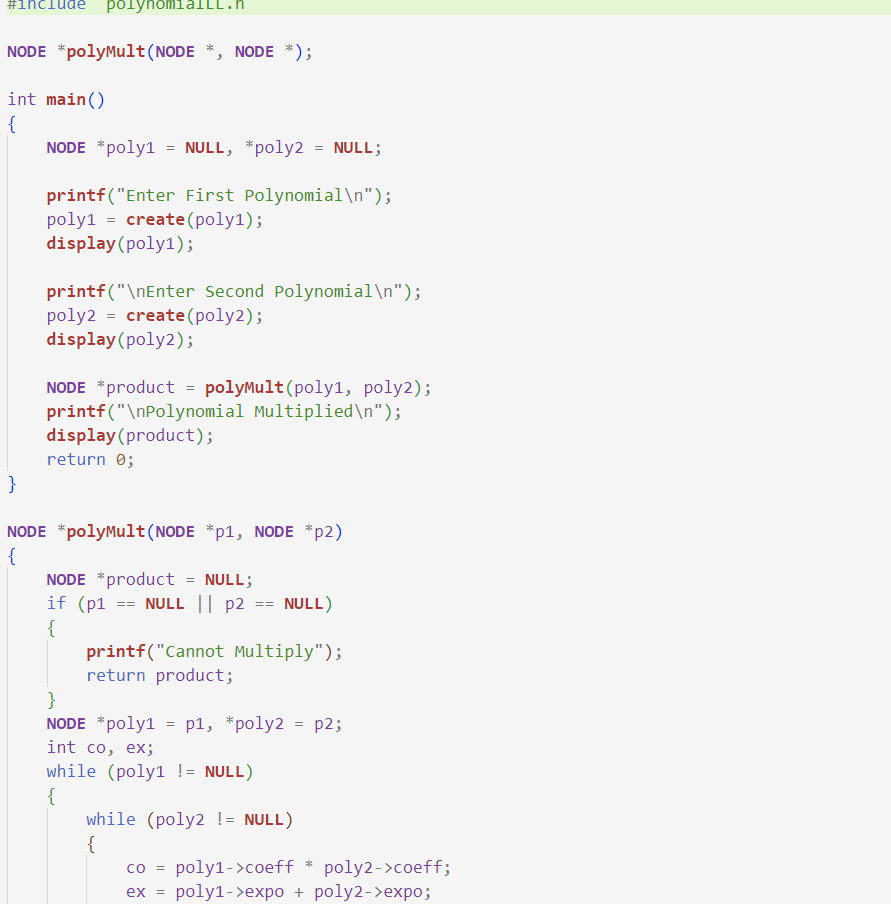 #include "polynomialLL.h"
NODE *polyMult(NODE *, NODE *);
int main()
{
NODE *poly1 = NULL, *poly2 = NULL;
printf("Enter First Polynomial\n");
poly1 = create(poly1);
display(poly1);
printf("\nEnter Second Polynomial\n");
poly2 = create(poly2);
display(poly2);
NODE *product = polyMult(poly1, poly2);
printf("\nPolynomial Multiplied\n");
display(product);
return 0;
}
NODE *polyMult(NODE *p1, NODE *p2)
{
NODE *product = NULL;
if (p1 == NULL || p2 == NULL)
{
printf("Cannot Multiply");
return product;
}
NODE *poly1 = p1, *poly2 = p2;
int co, ex;
while (poly1 != NULL)
{
while (poly2 != NULL)
{
co = poly1->coeff * poly2->coeff;
ex = poly1->expo + poly2->expo;